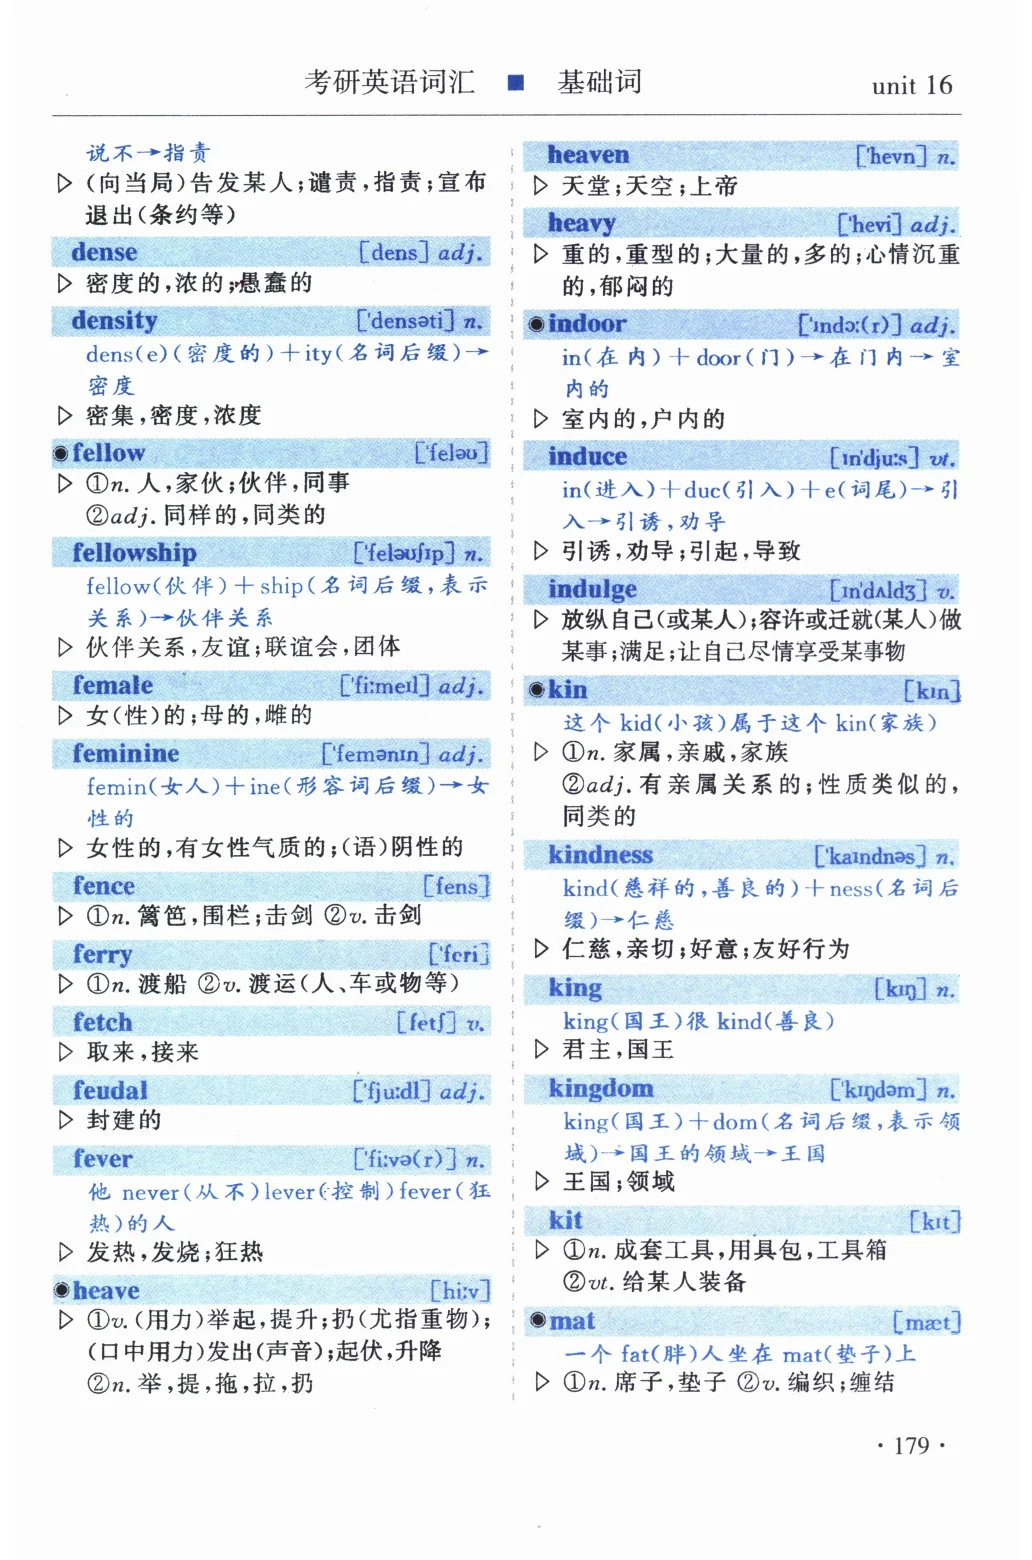 考研英语词汇 ■ 基础词 unit 16
说不→指责
▷ (向当局)告发某人;谴责,指责;宣布
退出(条约等)
dense [dens] adj.
▷ 密度的,浓的;愚蠢的
density ['densəti] n.
dens(e)(密度的)+ity(名词后缀)→
密度
▷ 密集,密度,浓度
◉fellow ['feləʊ]
▷ ①n. 人,家伙;伙伴,同事
②adj. 同样的,同类的
fellowship ['feləʊʃɪp] n.
fellow(伙伴)+ship(名词后缀,表示
关系)→伙伴关系
▷ 伙伴关系,友谊;联谊会,团体
female ['fi:meɪl] adj.
▷ 女(性)的;母的,雌的
feminine ['femənɪn] adj.
femin(女人)+ine(形容词后缀)→女
性的
▷ 女性的,有女性气质的;(语)阴性的
fence [fens]
▷ ①n. 篱笆,围栏;击剑 ②v. 击剑
ferry ['feri]
▷ ①n. 渡船 ②v. 渡运(人、车或物等)
fetch [fetʃ] v.
▷ 取来,接来
feudal ['fju:dl] adj.
▷ 封建的
fever ['fi:və(r)] n.
他 never(从不)lever(控制)fever(狂
热)的人
▷ 发热,发烧;狂热
◉heave [hi:v]
▷ ①v. (用力)举起,提升;扔(尤指重物);
(口中用力)发出(声音);起伏,升降
②n. 举,提,拖,拉,扔
heaven ['hevn] n.
▷ 天堂;天空;上帝
heavy ['hevi] adj.
▷ 重的,重型的;大量的,多的;心情沉重
的,郁闷的
◉indoor ['ɪndɔ:(r)] adj.
in(在内)+door(门)→在门内→室
内的
▷ 室内的,户内的
induce [ɪn'dju:s] vt.
in(进入)+duc(引入)+e(词尾)→引
入→引诱,劝导
▷ 引诱,劝导;引起,导致
indulge [ɪn'dʌldʒ] v.
▷ 放纵自己(或某人);容许或迁就(某人)做
某事;满足;让自己尽情享受某事物
◉kin [kɪn]
这个 kid(小孩)属于这个 kin(家族)
▷ ①n. 家属,亲戚,家族
②adj. 有亲属关系的;性质类似的,
同类的
kindness ['kaɪndnəs] n.
kind(慈祥的,善良的)+ness(名词后
缀)→仁慈
▷ 仁慈,亲切;好意;友好行为
king [kɪŋ] n.
king(国王)很 kind(善良)
▷ 君主,国王
kingdom ['kɪŋdəm] n.
king(国王)+dom(名词后缀,表示领
域)→国王的领域→王国
▷ 王国;领域
kit [kɪt]
▷ ①n. 成套工具,用具包,工具箱
②vt. 给某人装备
◉mat [mæt]
一个 fat(胖)人坐在 mat(垫子)上
▷ ①n. 席子,垫子 ②v. 编织;缠结
·179·